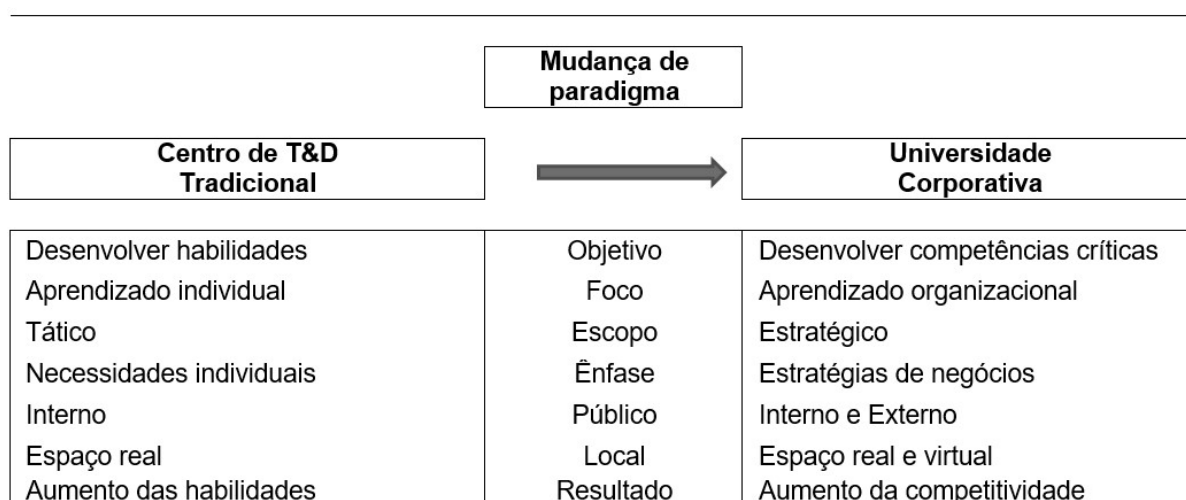 Mudança de
paradigma
Centro de T&D
Tradicional
Universidade
Corporativa
Desenvolver habilidades Objetivo Desenvolver competências críticas
Aprendizado individual Foco Aprendizado organizacional
Tático Escopo Estratégico
Necessidades individuais Ênfase Estratégias de negócios
Interno Público Interno e Externo
Espaço real Local Espaço real e virtual
Aumento das habilidades Resultado Aumento da competitividade